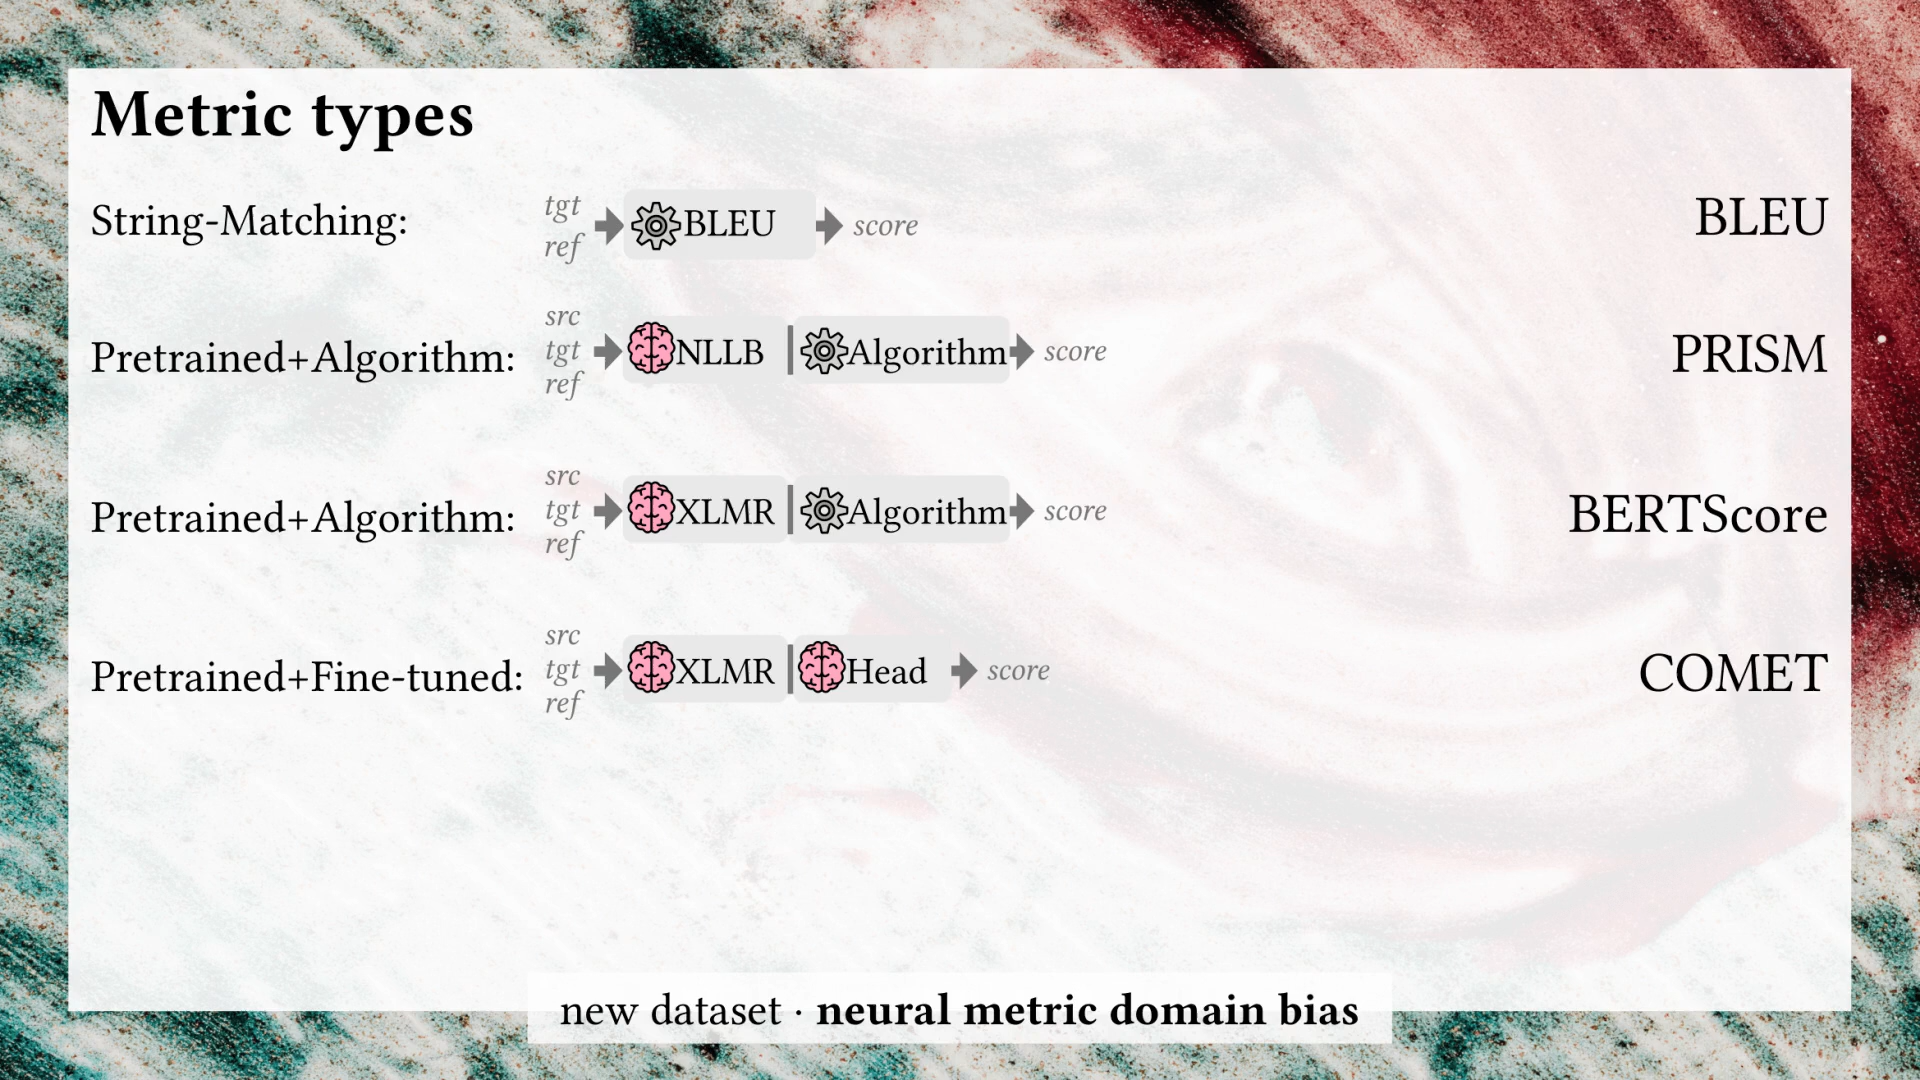 Metric types
String-Matching: tgt ref BLEU score BLEU
Pretrained+Algorithm: src tgt ref NLLB | Algorithm score PRISM
Pretrained+Algorithm: src tgt ref XLMR | Algorithm score BERTScore
Pretrained+Fine-tuned: src tgt ref XLMR | Head score COMET
new dataset · neural metric domain bias